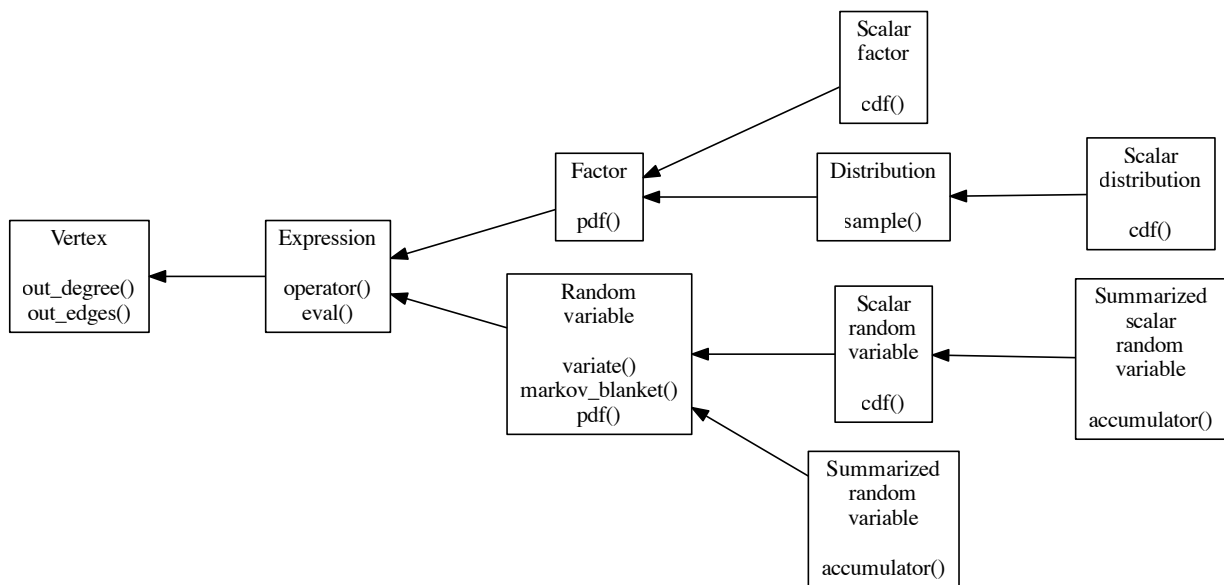 Vertex
out_degree()
out_edges()
Expression
operator()
eval()
Factor
pdf()
Random
variable
variate()
markov_blanket()
pdf()
Scalar
factor
cdf()
Distribution
sample()
Scalar
random
variable
cdf()
Summarized
random
variable
accumulator()
Scalar
distribution
cdf()
Summarized
scalar
random
variable
accumulator()